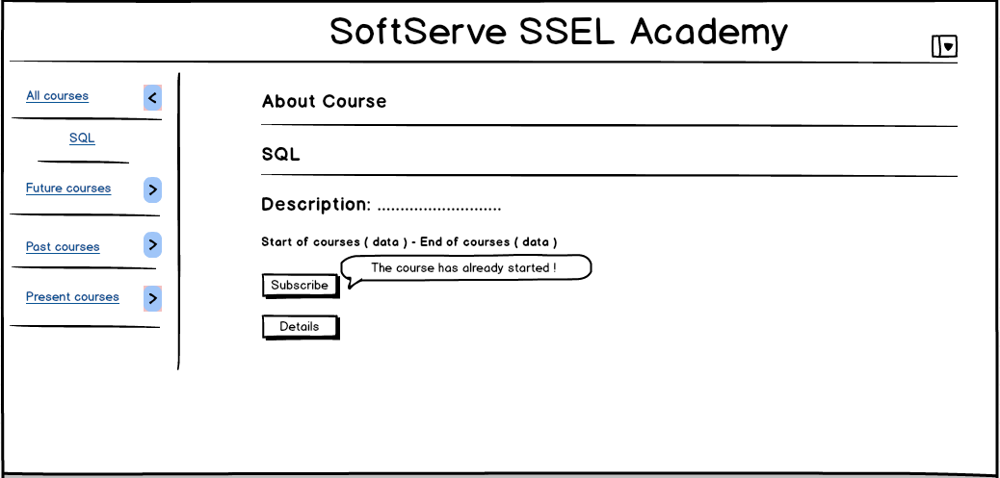 SoftServe SSEL Academy
All courses
SQL
Future courses
Past courses
Present courses
About Course
SQL
Description: ...........................
Start of courses ( data ) - End of courses ( data )
The course has already started !
Subscribe
Details